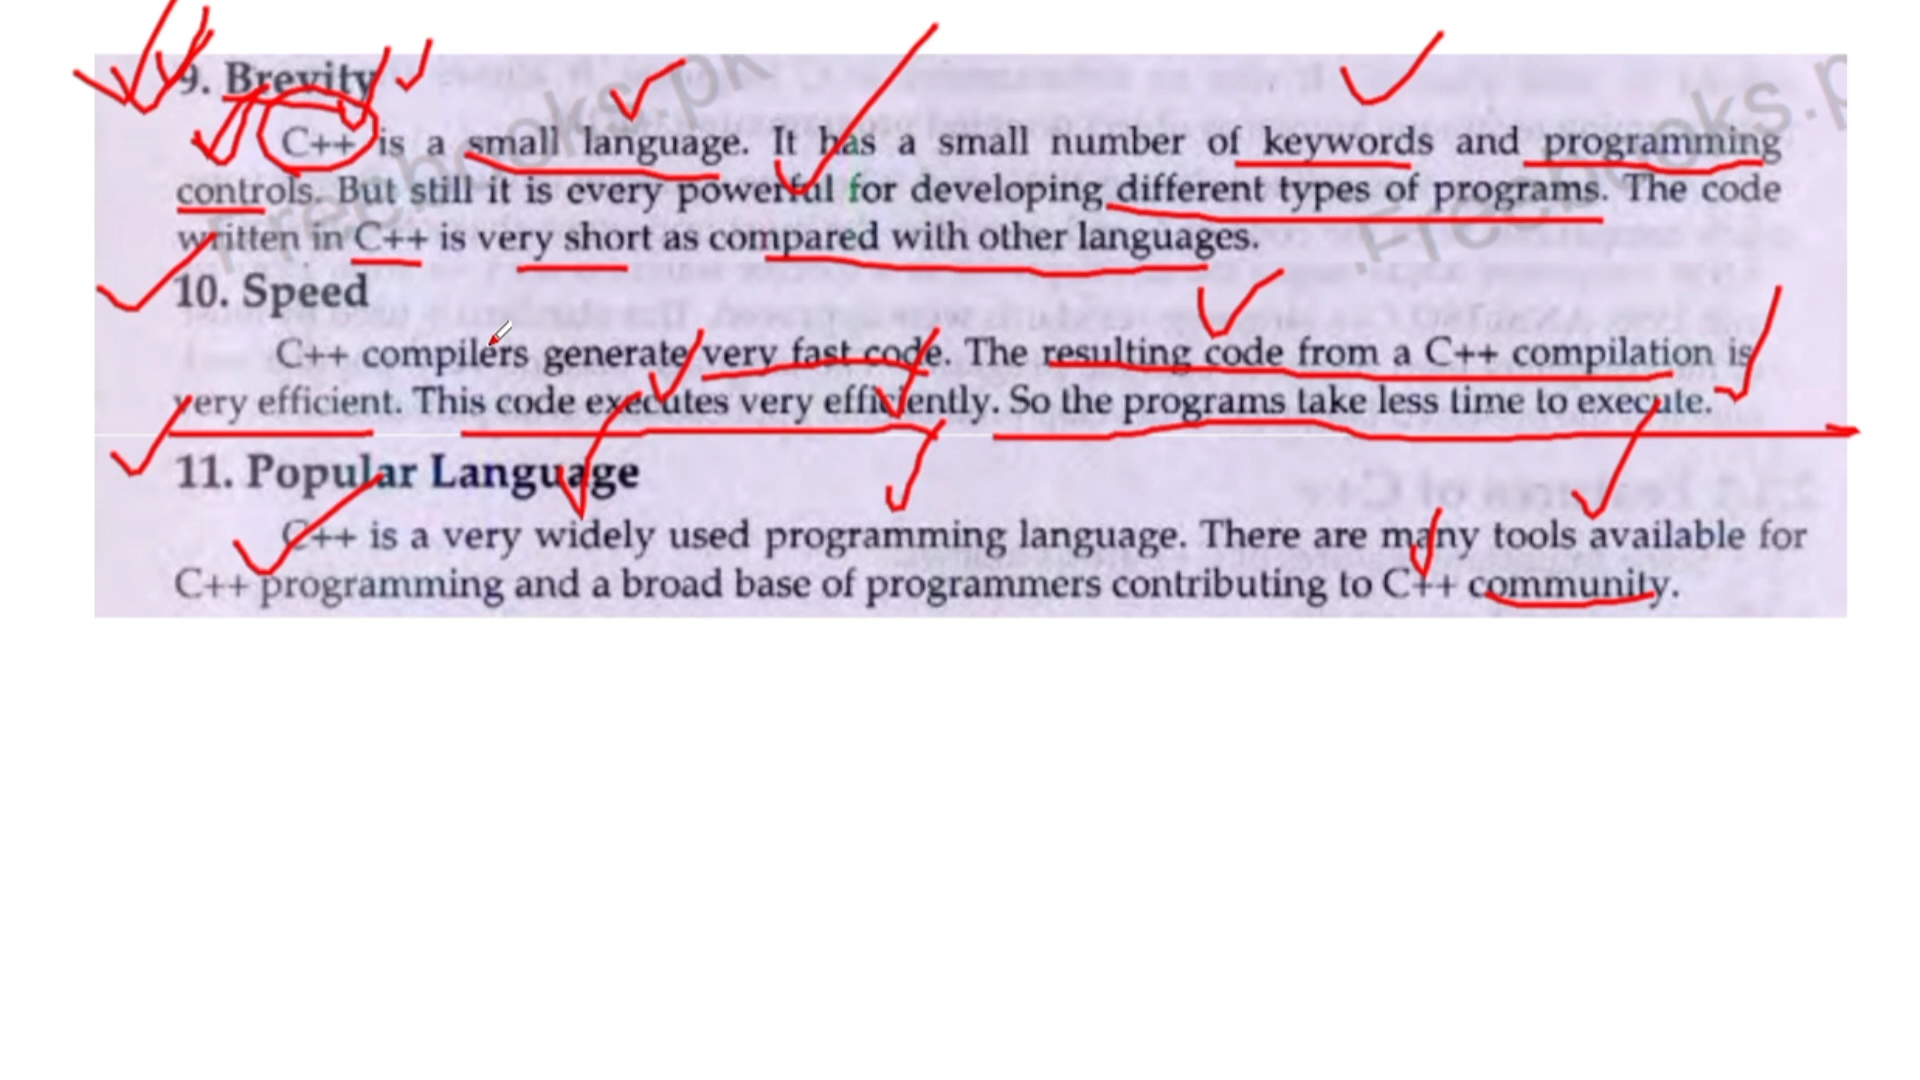 9. Brevity
C++ is a small language. It has a small number of keywords and programming
controls. But still it is every powerful for developing different types of programs. The code
written in C++ is very short as compared with other languages.
10. Speed
C++ compilers generate very fast code. The resulting code from a C++ compilation is
very efficient. This code executes very efficiently. So the programs take less time to execute.
11. Popular Language
C++ is a very widely used programming language. There are many tools available for
C++ programming and a broad base of programmers contributing to C++ community.